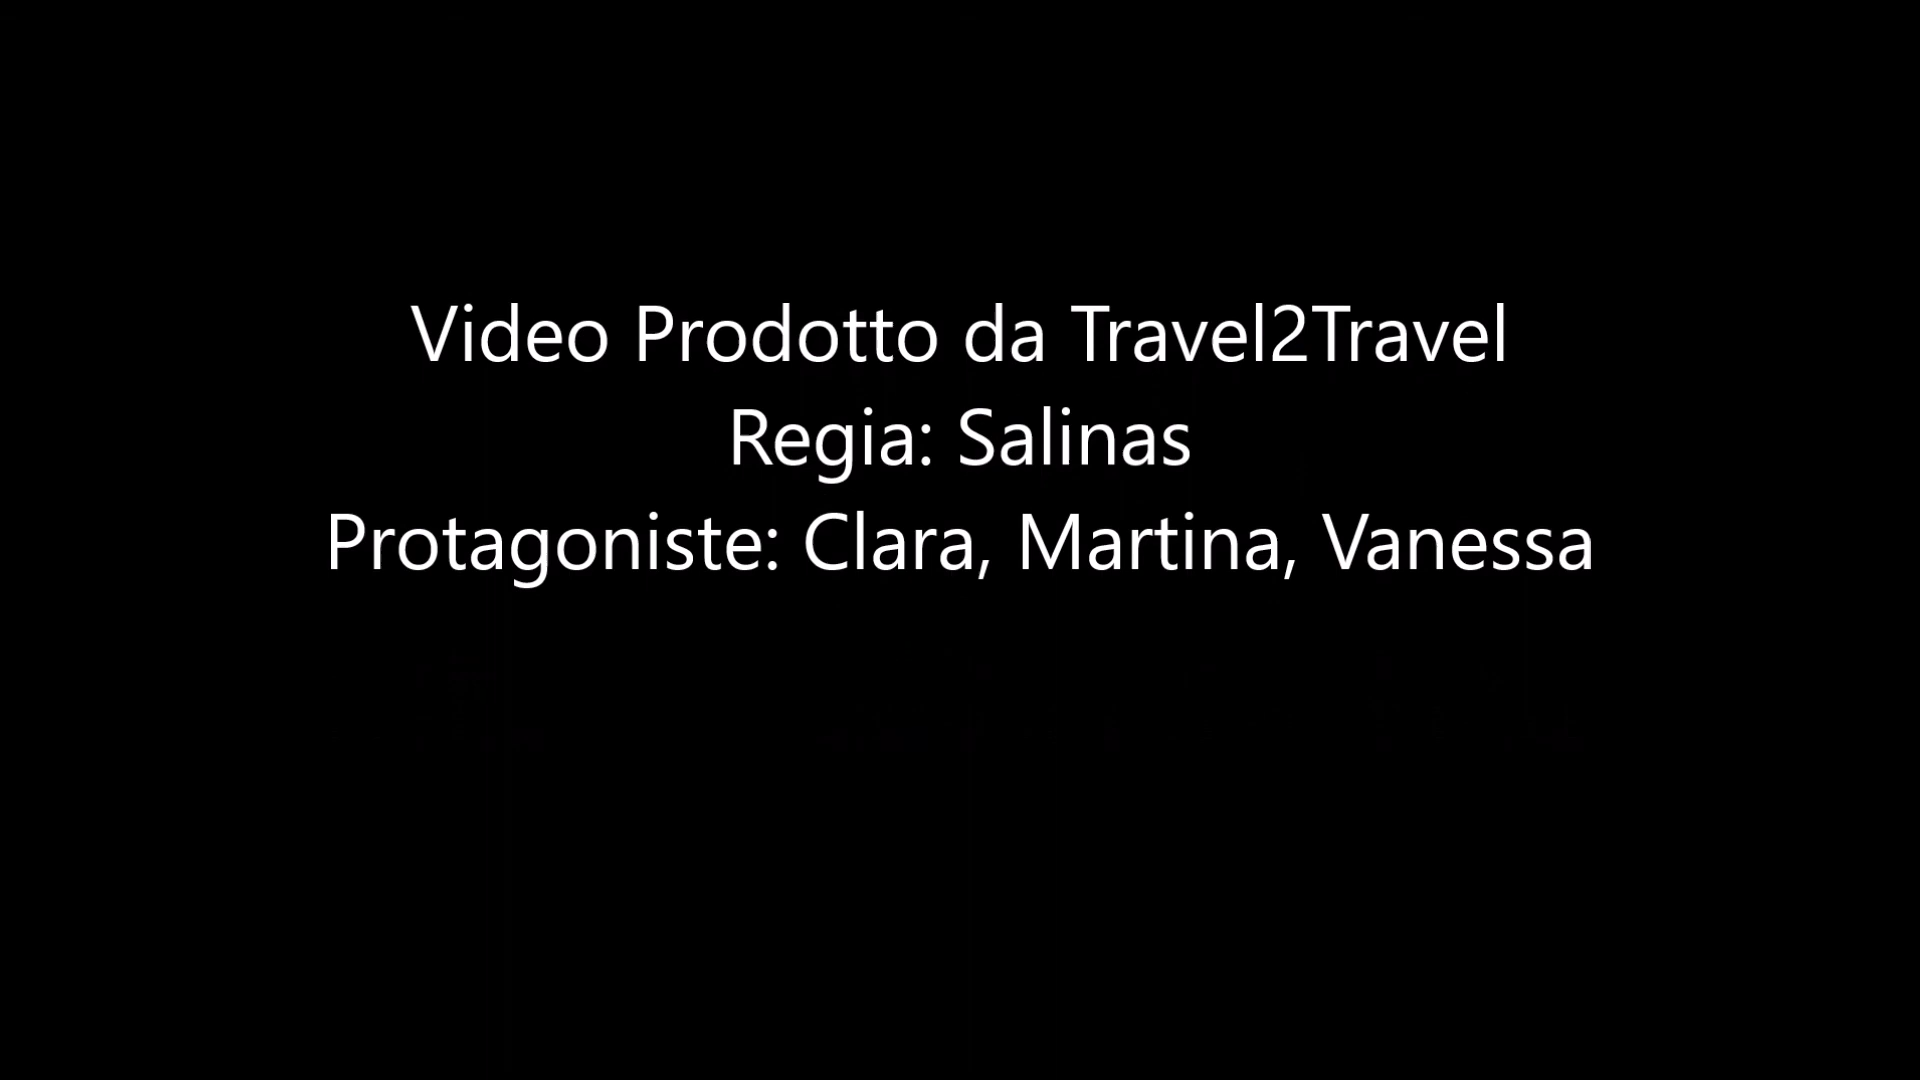 Video Prodotto da Travel2Travel
Regia: Salinas
Protagoniste: Clara, Martina, Vanessa